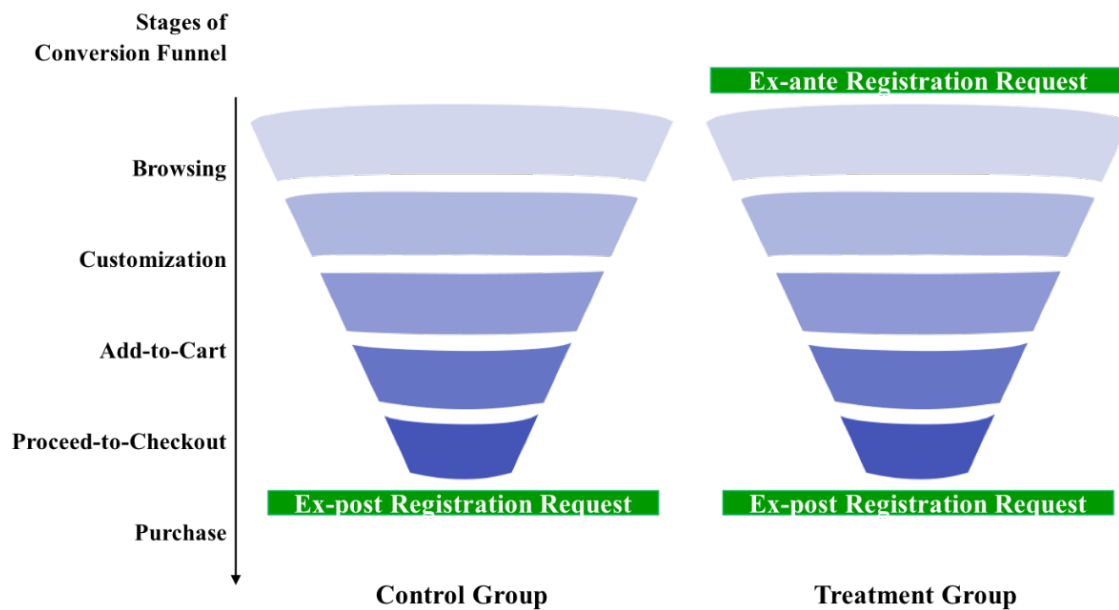 Stages of
Conversion Funnel
Ex-ante Registration Request
Browsing
Customization
Add-to-Cart
Proceed-to-Checkout
Ex-post Registration Request
Ex-post Registration Request
Purchase
Control Group
Treatment Group